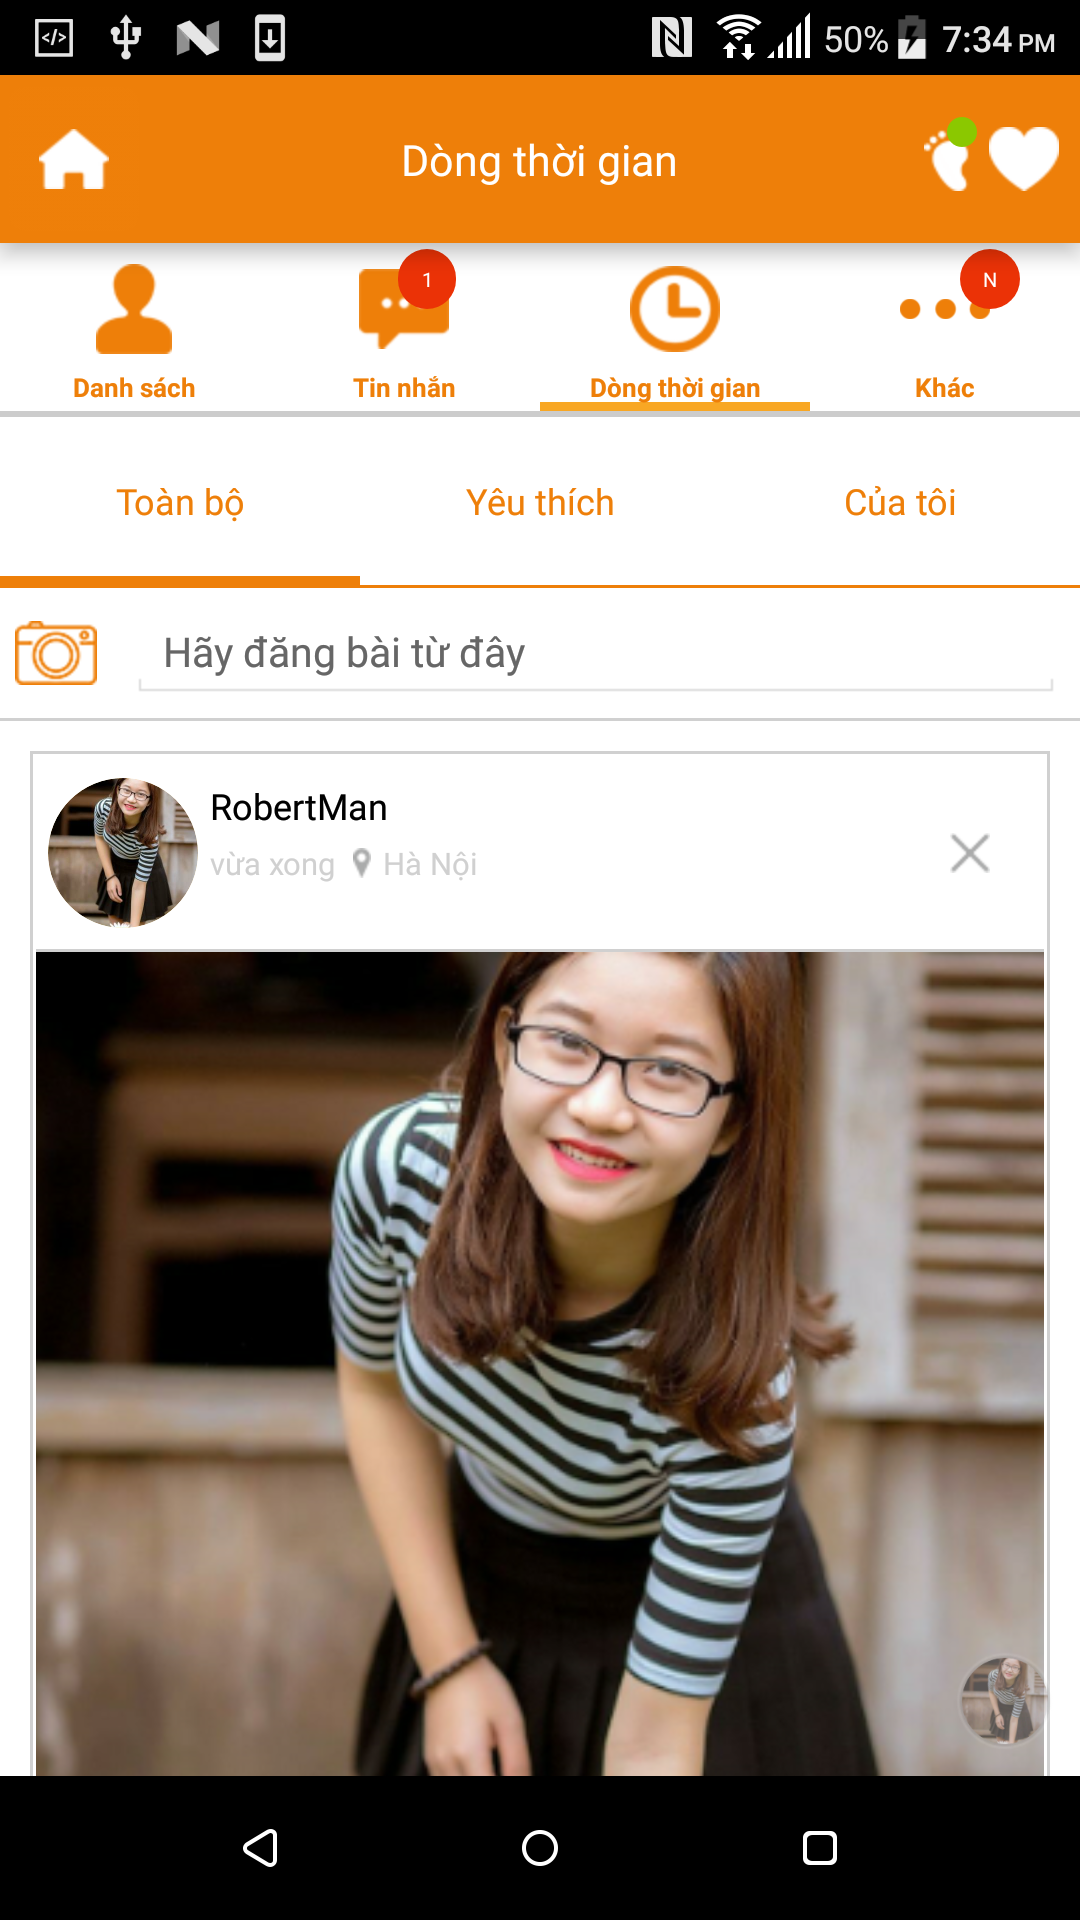 50% 7:34 PM
Dòng thời gian
1
N
Danh sách
Tin nhắn
Dòng thời gian
Khác
Toàn bộ
Yêu thích
Của tôi
Hãy đăng bài từ đây
RobertMan
vừa xong Hà Nội